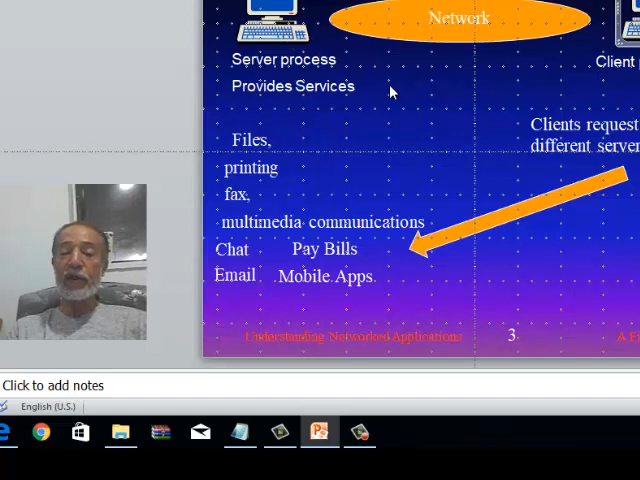 Network
Server process
Client
Provides Services
Clients request
different server
Files,
printing
fax,
multimedia communications
Chat
Pay Bills
Email
Mobile Apps
Understanding Networked Applications
3
Click to add notes
English (U.S.)